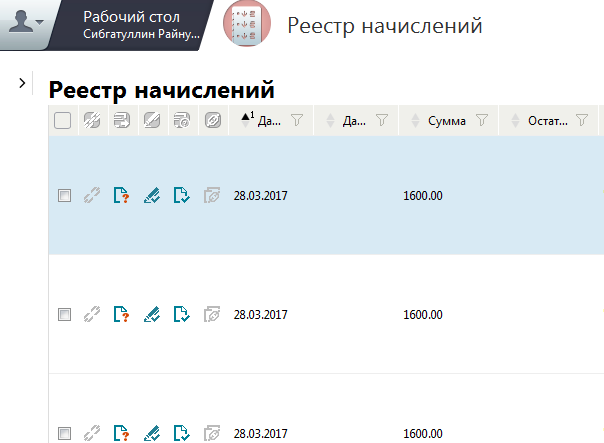 Рабочий стол
Сибгатуллин Райну...
Реестр начислений
Реестр начислений
1 Да... Да... Сумма Остат...
28.03.2017 1600.00
28.03.2017 1600.00
28.03.2017 1600.00